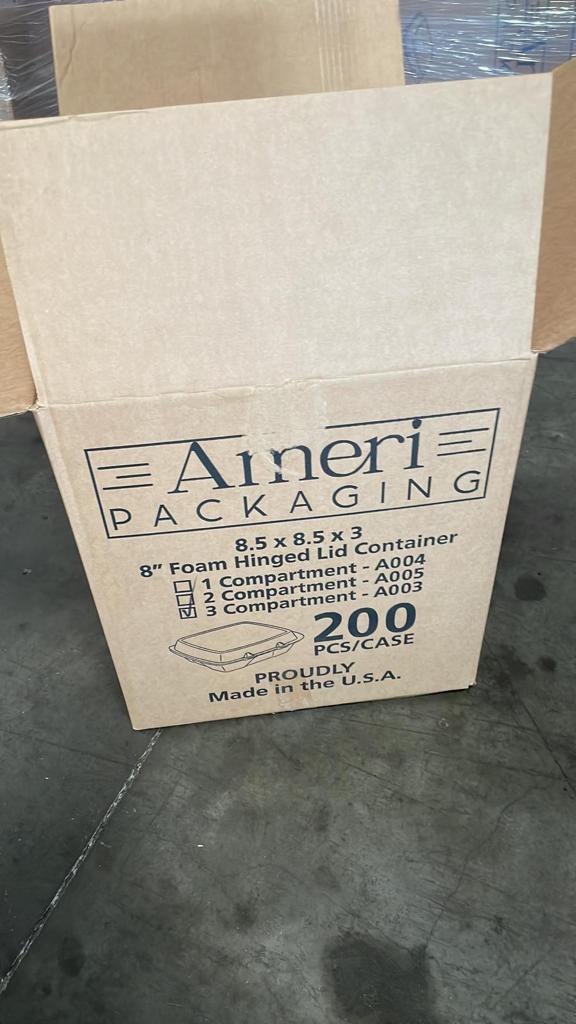 Ameri
PACKAGING
8.5 x 8.5 x 3
8” Foam Hinged Lid Container
☐ 1 Compartment - A004
☐ 2 Compartment - A005
☑ 3 Compartment - A003
200
PCS/CASE
PROUDLY
Made in the U.S.A.